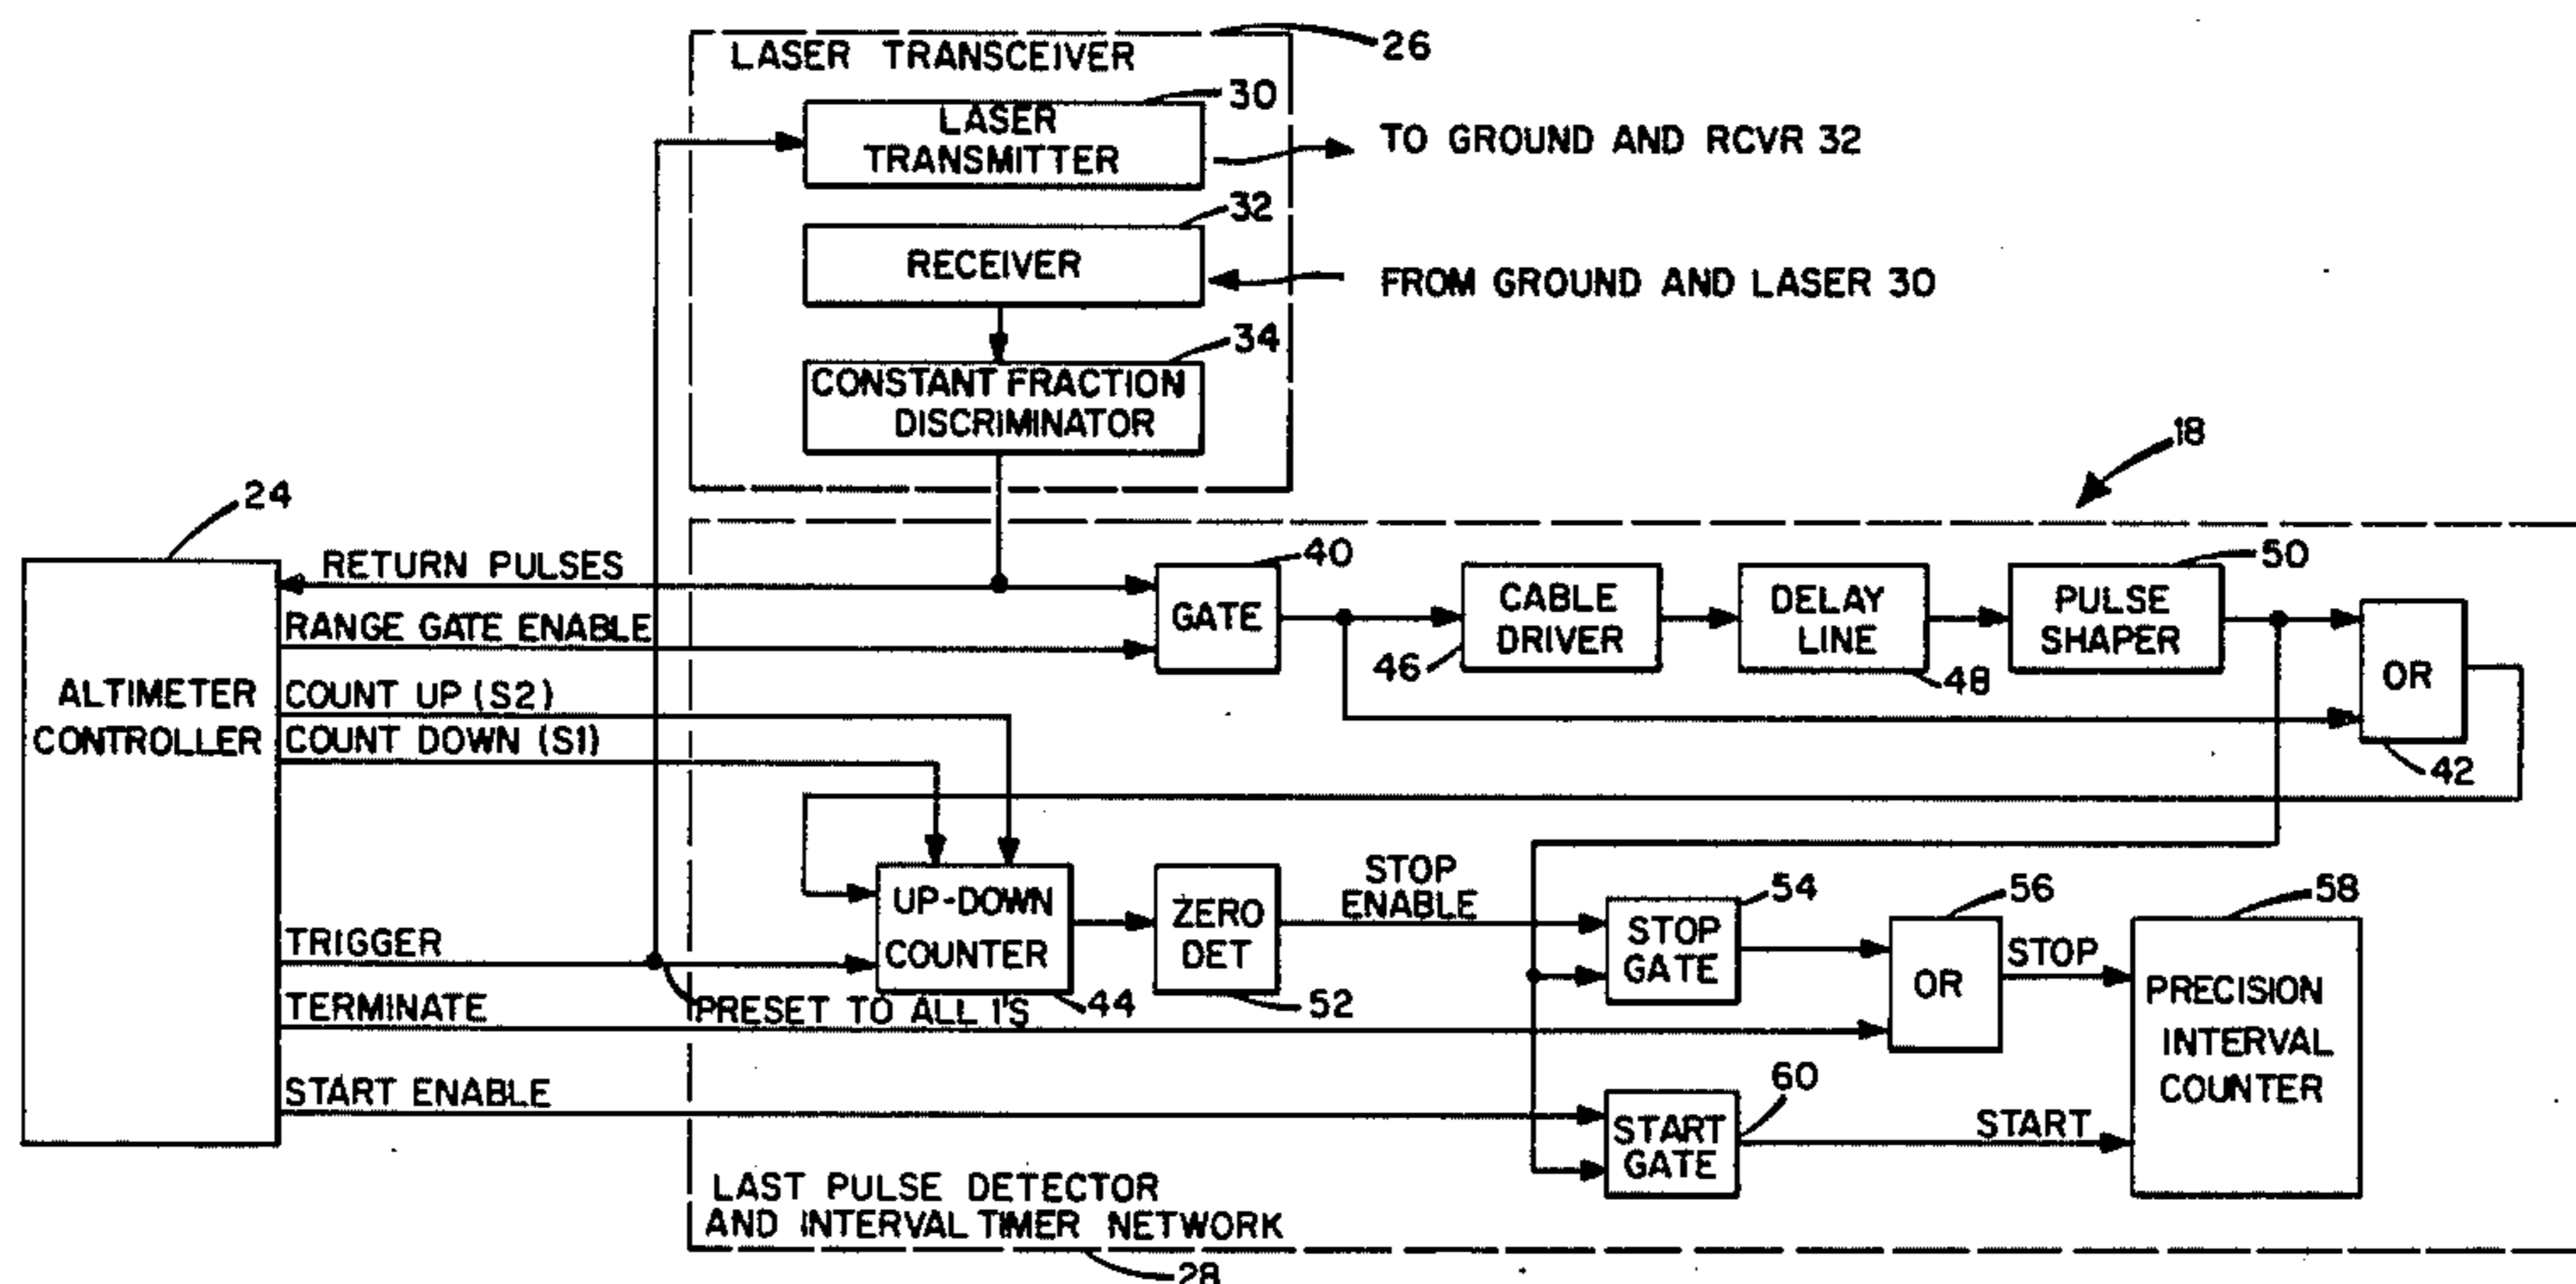 LASER TRANSCEIVER
26
30
LASER
TRANSMITTER
TO GROUND AND RCVR 32
32
RECEIVER
FROM GROUND AND LASER 30
34
CONSTANT FRACTION
DISCRIMINATOR
18
24
ALTIMETER
CONTROLLER
RETURN PULSES
RANGE GATE ENABLE
COUNT UP (S2)
COUNT DOWN (S1)
TRIGGER
TERMINATE
START ENABLE
40
GATE
CABLE
DRIVER
46
DELAY
LINE
48
50
PULSE
SHAPER
OR
42
UP-DOWN
COUNTER
44
PRESET TO ALL 1'S
ZERO
DET
52
STOP
ENABLE
54
STOP
GATE
56
OR
STOP
58
PRECISION
INTERVAL
COUNTER
60
START
GATE
START
LAST PULSE DETECTOR
AND INTERVAL TIMER NETWORK
28